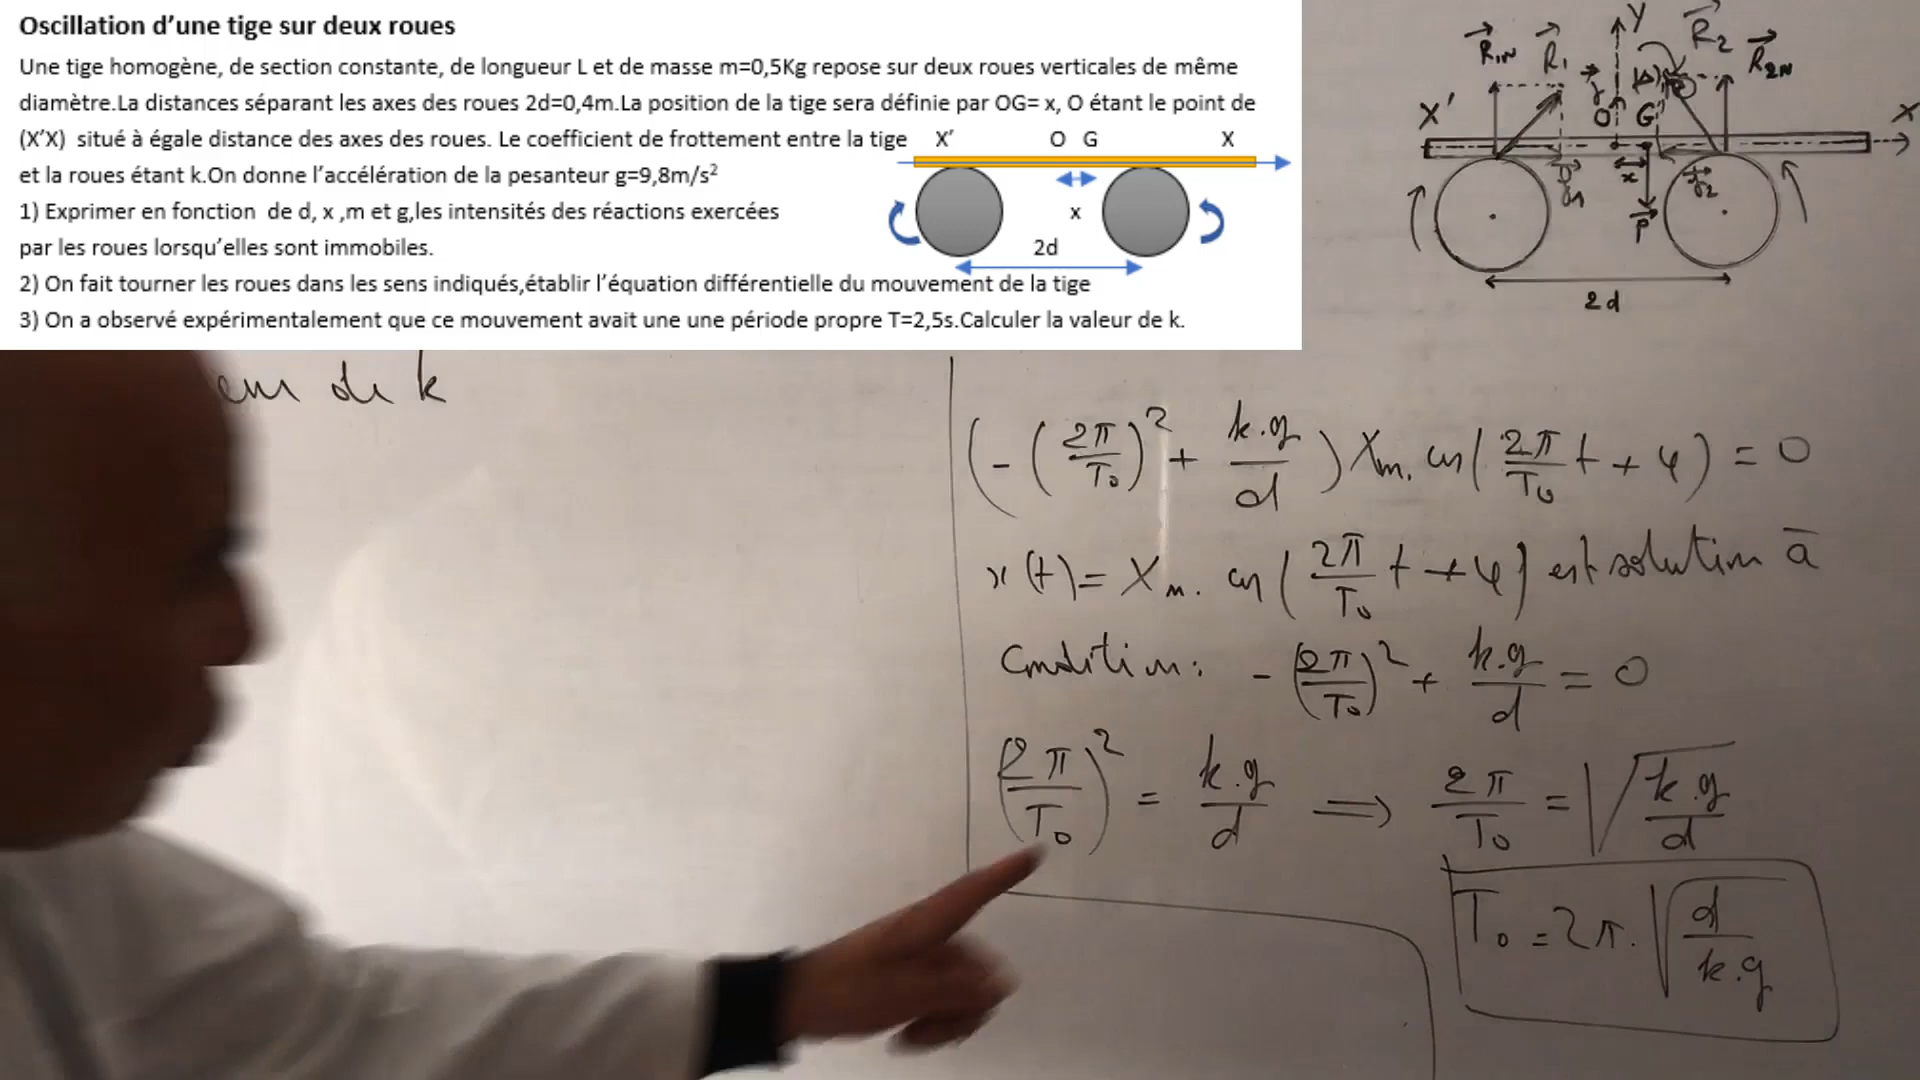 Oscillation d’une tige sur deux roues
Une tige homogène, de section constante, de longueur L et de masse m=0,5Kg repose sur deux roues verticales de même
diamètre.La distances séparant les axes des roues 2d=0,4m.La position de la tige sera définie par OG= x, O étant le point de
(X’X) situé à égale distance des axes des roues. Le coefficient de frottement entre la tige
et la roues étant k.On donne l’accélération de la pesanteur g=9,8m/s²
1) Exprimer en fonction de d, x ,m et g,les intensités des réactions exercées
par les roues lorsqu’elles sont immobiles.
2) On fait tourner les roues dans les sens indiqués,établir l’équation différentielle du mouvement de la tige
3) On a observé expérimentalement que ce mouvement avait une une période propre T=2,5s.Calculer la valeur de k.
X’ O G X
x
2d
Y
R₁N R₁ R₂ R₂N
X’ O G X
x
P
2d
de k
(-(2π/T₀)² + k.g/d) Xm. cos(2π/T₀ t + φ) = 0
x(t) = Xm. cos(2π/T₀ t + φ) est solution à
Condition: -(2π/T₀)² + k.g/d = 0
(2π/T₀)² = k.g/d ⟹ 2π/T₀ = √(k.g/d)
T₀ = 2π.√(d/k.g)